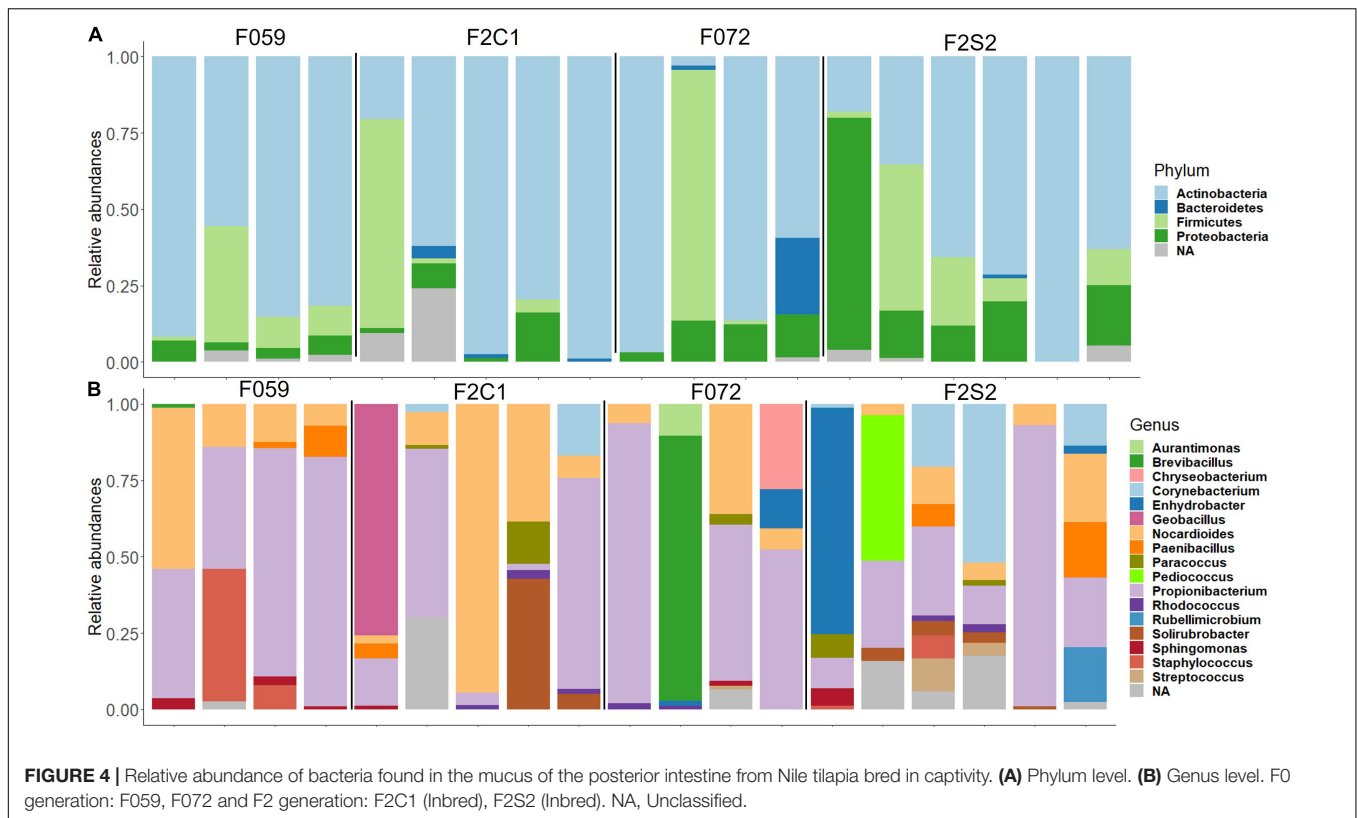 A
F059 F2C1 F072 F2S2
1.00
0.75
0.50
0.25
0.00
Relative abundances
Phylum
Actinobacteria
Bacteroidetes
Firmicutes
Proteobacteria
NA
B
F059 F2C1 F072 F2S2
1.00
0.75
0.50
0.25
0.00
Relative abundances
Genus
Aurantimonas
Brevibacillus
Chryseobacterium
Corynebacterium
Enhydrobacter
Geobacillus
Nocardioides
Paenibacillus
Paracoccus
Pediococcus
Propionibacterium
Rhodococcus
Rubellimicrobium
Solirubrobacter
Sphingomonas
Staphylococcus
Streptococcus
NA
FIGURE 4 | Relative abundance of bacteria found in the mucus of the posterior intestine from Nile tilapia bred in captivity. (A) Phylum level. (B) Genus level. F0
generation: F059, F072 and F2 generation: F2C1 (Inbred), F2S2 (Inbred). NA, Unclassified.